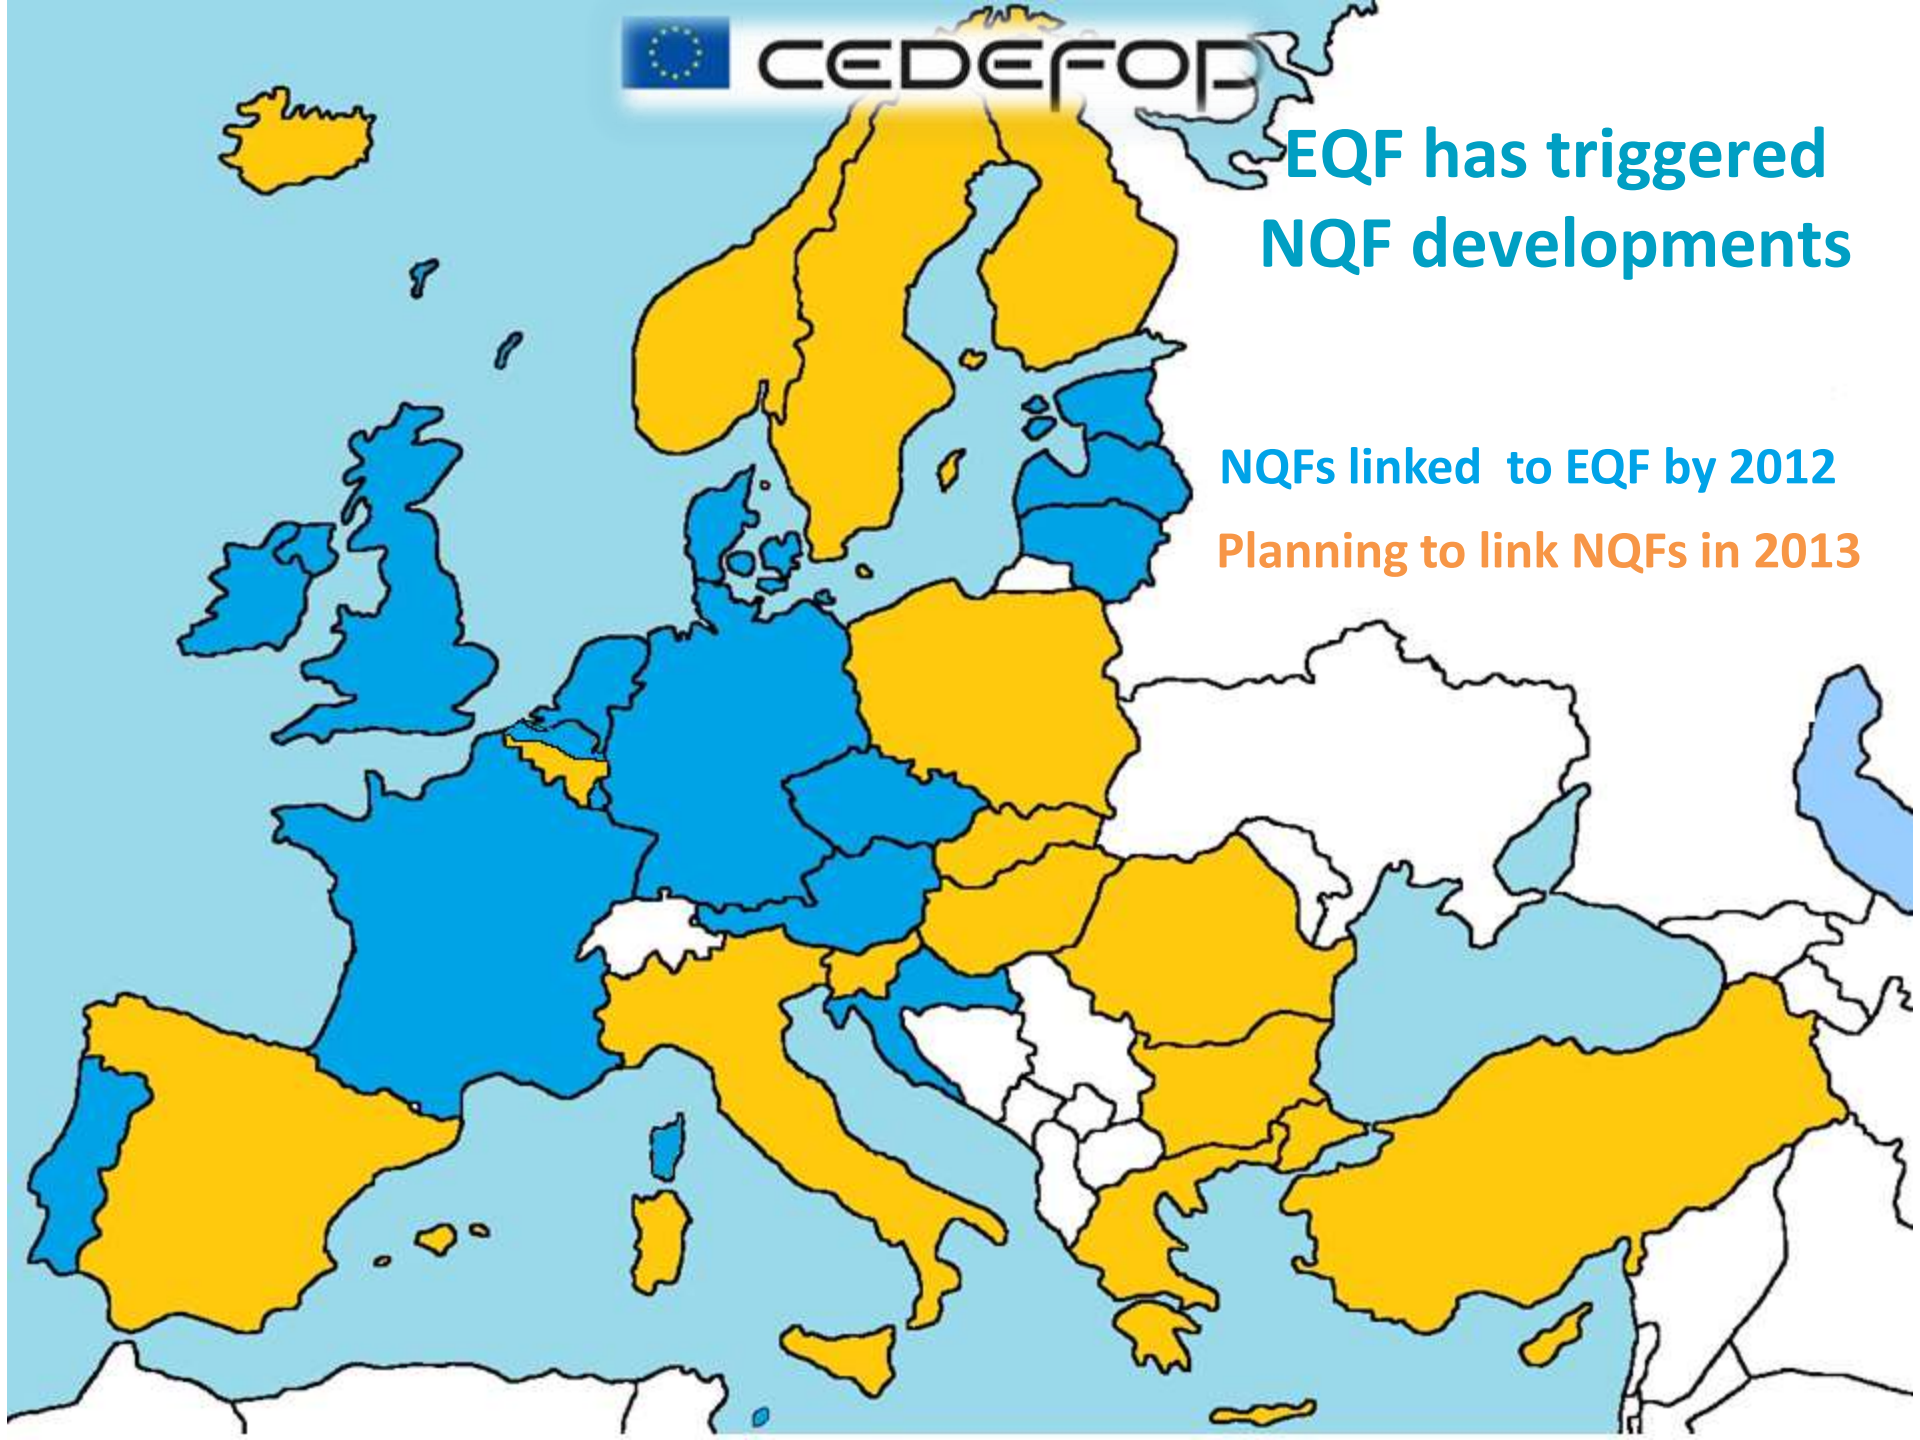 CEDEFOP
EQF has triggered
NQF developments
NQFs linked to EQF by 2012
Planning to link NQFs in 2013